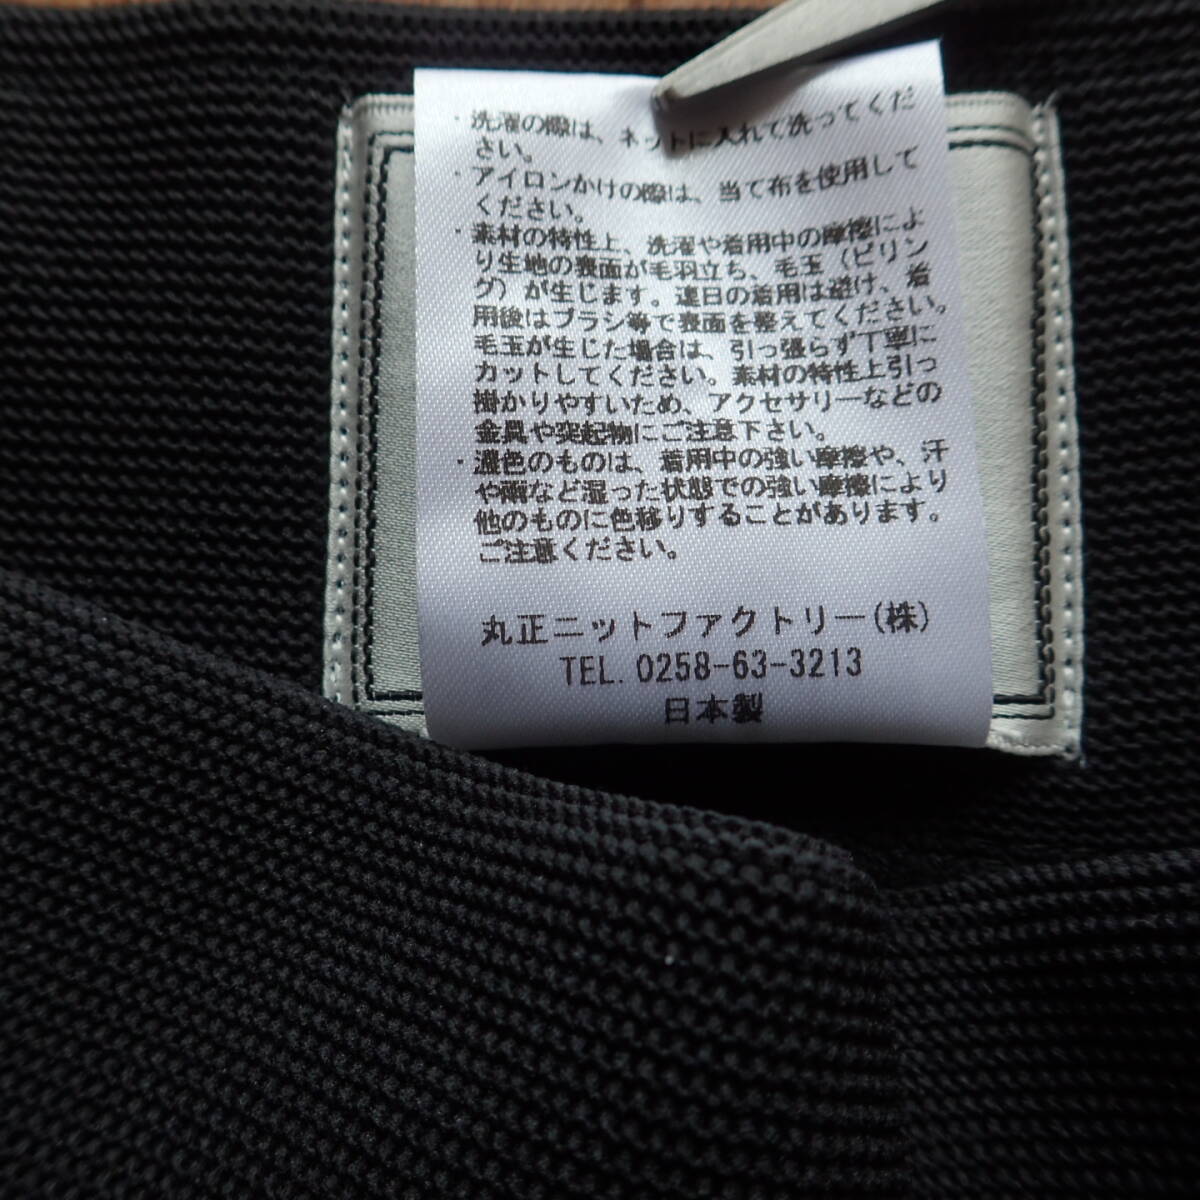 ・洗濯の際は、ネットに入れて洗ってくだ
さい。
・アイロンかけの際は、当て布を使用して
ください。
・素材の特性上、洗濯や着用中の摩擦によ
り生地の表面が毛羽立ち、毛玉（ピリン
グ）が生じます。連日の着用は避け、着
用後はブラシ等で表面を整えてください。
毛玉が生じた場合は、引っ張らず丁寧に
カットしてください。素材の特性上引っ
掛かりやすいため、アクセサリーなどの
金具や突起物にご注意下さい。
・濃色のものは、着用中の強い摩擦や、汗
や雨など湿った状態での強い摩擦により
他のものに色移りすることがあります。
ご注意ください。
丸正ニットファクトリー(株)
TEL. 0258-63-3213
日本製